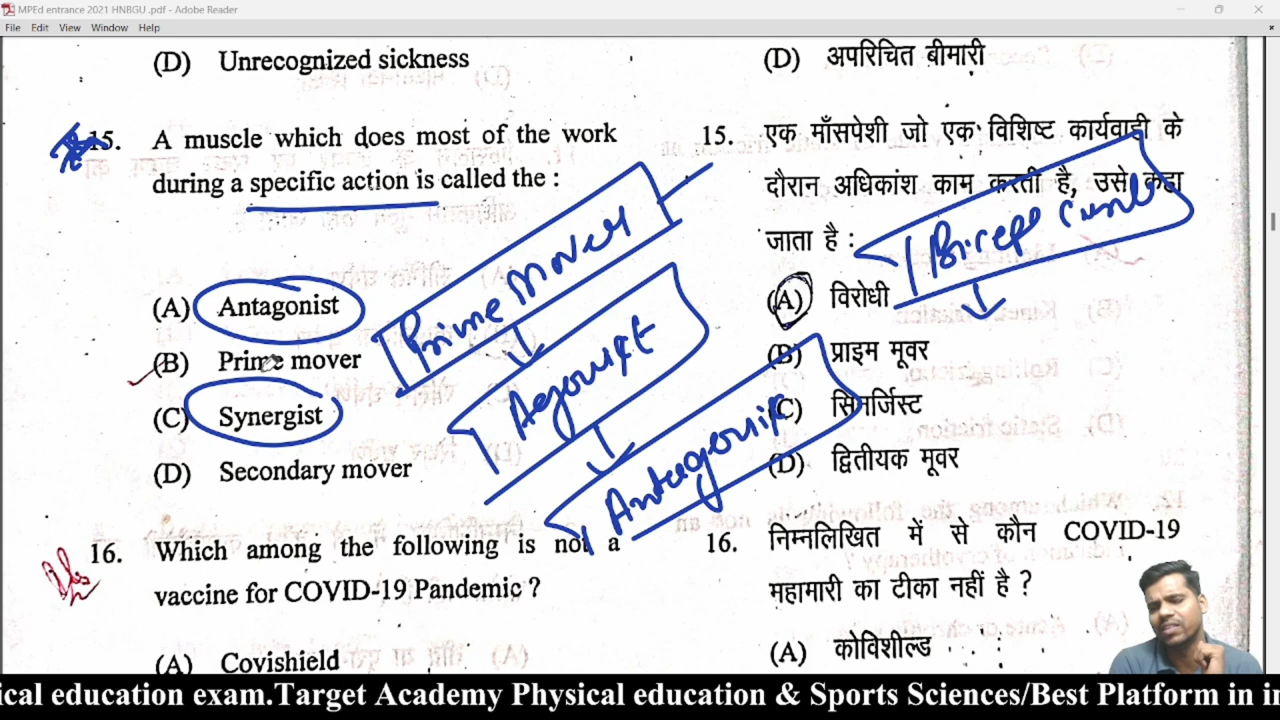 MPEd entrance 2021 HNBGU .pdf - Adobe Reader
File Edit View Window Help
(D) Unrecognized sickness
15. A muscle which does most of the work
during a specific action is called the :
(A) Antagonist
(B) Prime mover
(C) Synergist
(D) Secondary mover
16. Which among the following is not a
vaccine for COVID-19 Pandemic ?
(A) Covishield
(D) अपरिचित बीमारी
15. एक माँसपेशी जो एक विशिष्ट कार्यवाही के
दौरान अधिकांश काम करती है, उसे कहा
जाता है :
(A) विरोधी
(B) प्राइम मूवर
(C) सिनर्जिस्ट
(D) द्वितीयक मूवर
16. निम्नलिखित में से कौन COVID-19
महामारी का टीका नहीं है ?
(A) कोविशील्ड
Prime Mover
Agonist
Antagonist
Bicep curl
ical education exam.Target Academy Physical education & Sports Sciences/Best Platform in in